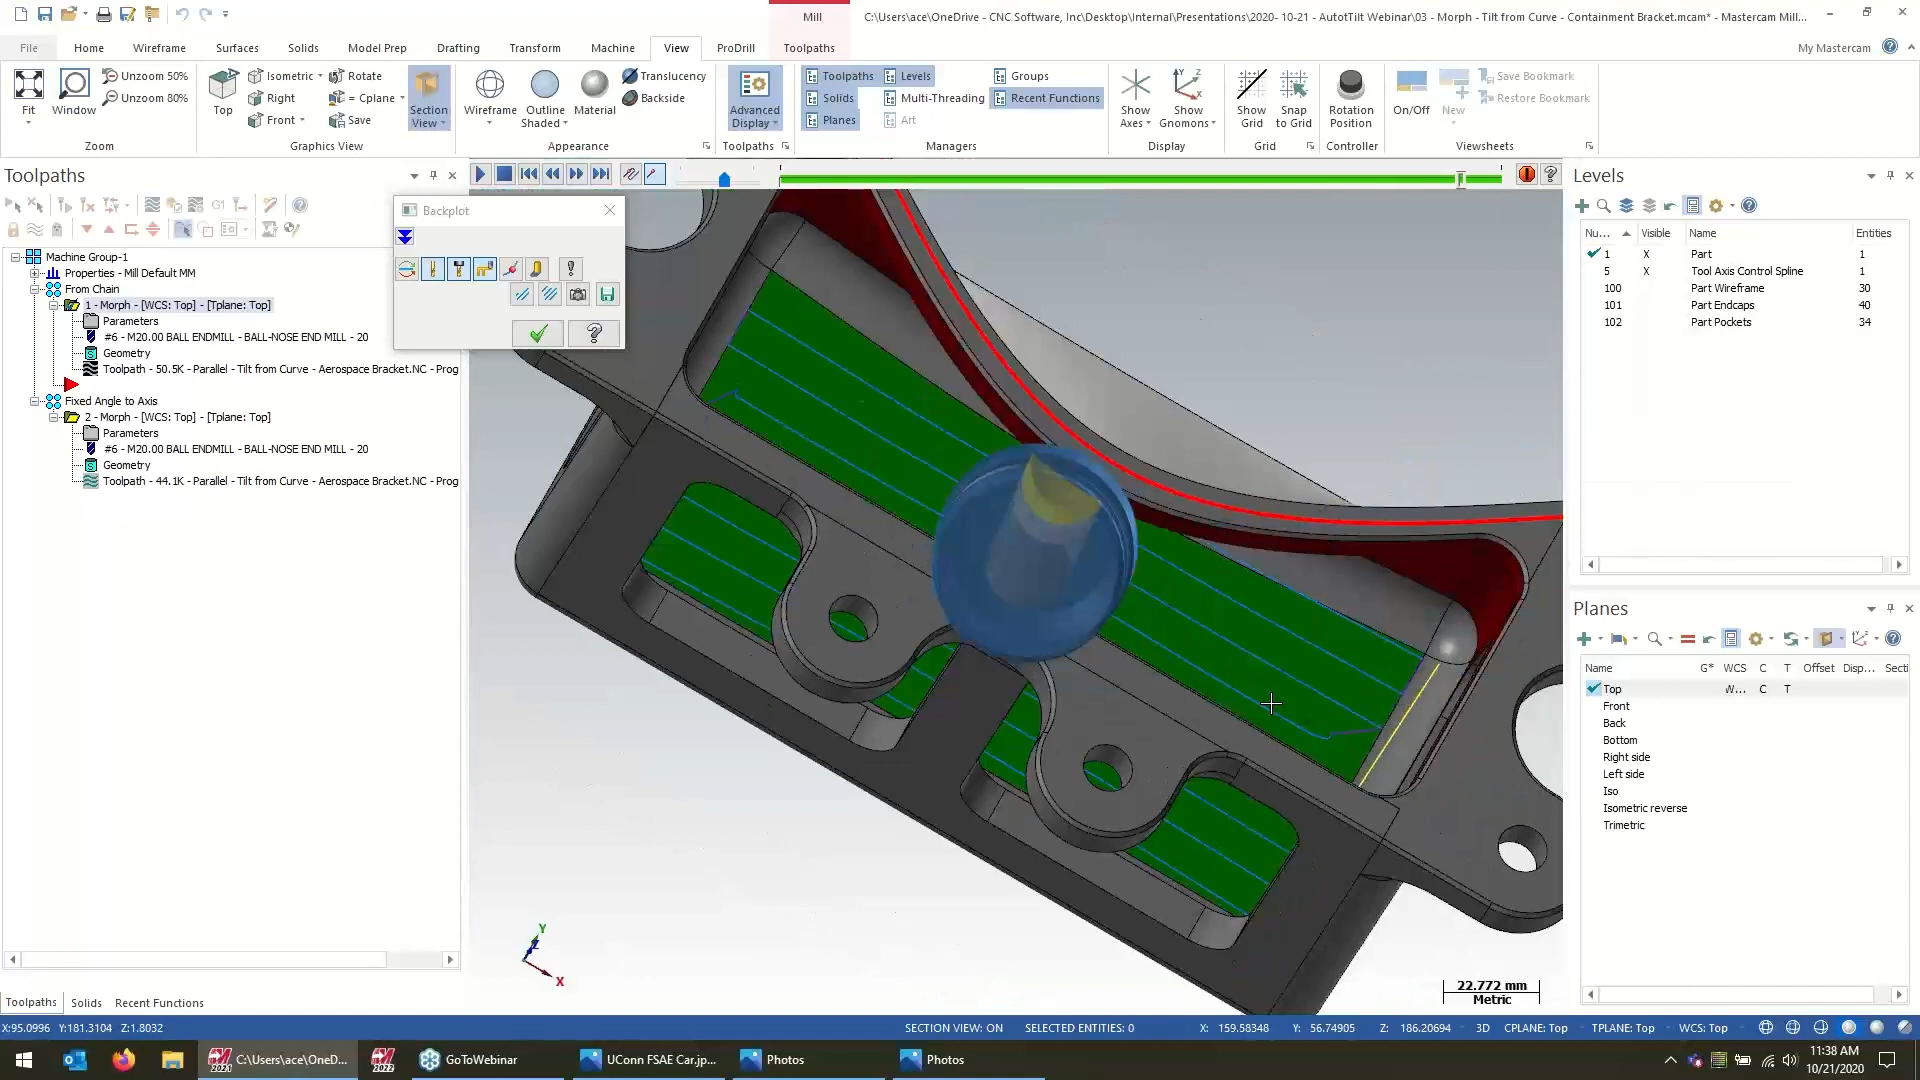 Mill
C:\Users\ace\OneDrive - CNC Software, Inc\Desktop\Internal\Presentations\2020- 10-21 - AutotTilt Webinar\03 - Morph - Tilt from Curve - Containment Bracket.mcam* - Mastercam Mill...
File
Home
Wireframe
Surfaces
Solids
Model Prep
Drafting
Transform
Machine
View
ProDrill
Toolpaths
My Mastercam
Fit
Window
Unzoom 50%
Unzoom 80%
Zoom
Top
Isometric
Right
Front
Rotate
= Cplane
Save
Section
View
Graphics View
Wireframe
Outline
Shaded
Material
Translucency
Backside
Appearance
Advanced
Display
Toolpaths
Toolpaths
Solids
Planes
Levels
Multi-Threading
Art
Groups
Recent Functions
Managers
Show
Axes
Show
Gnomons
Display
Show
Grid
Snap
to Grid
Grid
Rotation
Position
Controller
On/Off
New
Save Bookmark
Restore Bookmark
Viewsheets
Toolpaths
G1
Machine Group-1
Properties - Mill Default MM
From Chain
1 - Morph - [WCS: Top] - [Tplane: Top]
Parameters
#6 - M20.00 BALL ENDMILL - BALL-NOSE END MILL - 20
Geometry
Toolpath - 50.5K - Parallel - Tilt from Curve - Aerospace Bracket.NC - Prog
Fixed Angle to Axis
2 - Morph - [WCS: Top] - [Tplane: Top]
Parameters
#6 - M20.00 BALL ENDMILL - BALL-NOSE END MILL - 20
Geometry
Toolpath - 44.1K - Parallel - Tilt from Curve - Aerospace Bracket.NC - Prog
Toolpaths
Solids
Recent Functions
Backplot
Y
Z
X
22.772 mm
Metric
Levels
Nu...
Visible
Name
Entities
1 X Part 1
5 X Tool Axis Control Spline 1
100 Part Wireframe 30
101 Part Endcaps 40
102 Part Pockets 34
Planes
Name G* WCS C T Offset Disp... Secti
Top W... C T
Front
Back
Bottom
Right side
Left side
Iso
Isometric reverse
Trimetric
X:95.0996 Y:181.3104 Z:1.8032
SECTION VIEW: ON
SELECTED ENTITIES: 0
X: 159.58348
Y: 56.74905
Z: 186.20694
3D
CPLANE: Top
TPLANE: Top
WCS: Top
2021
C:\Users\ace\OneD...
2022
GoToWebinar
UConn FSAE Car.jp...
Photos
Photos
11:38 AM
10/21/2020